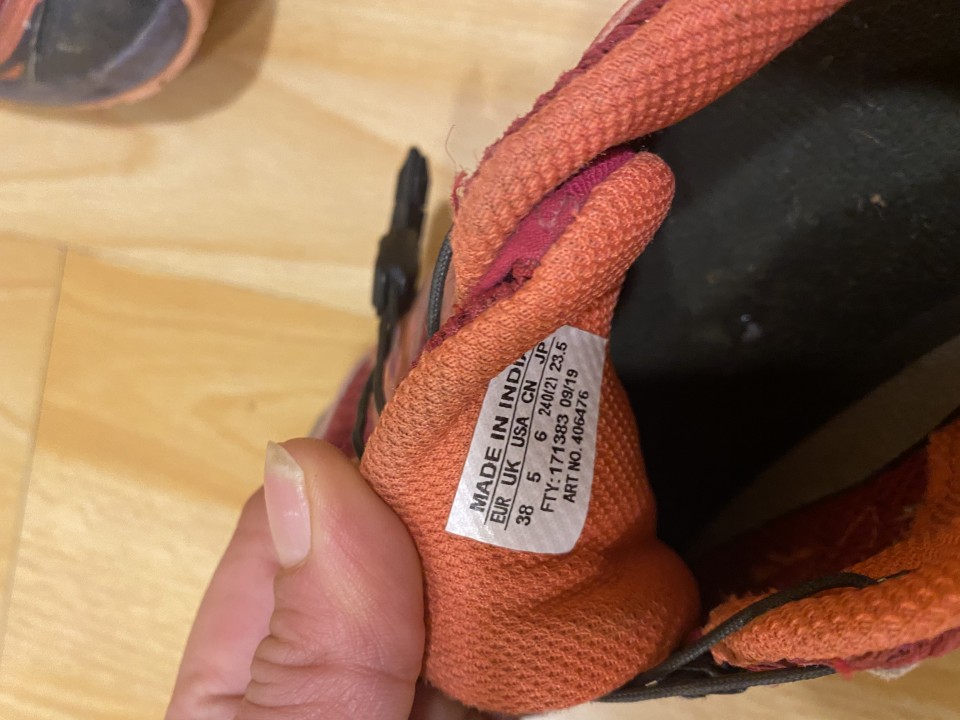 MADE IN INDIA
EUR UK USA CN JP
38 5 6 240(2) 23.5
FTY: 171383 09/19
ART NO. 406476